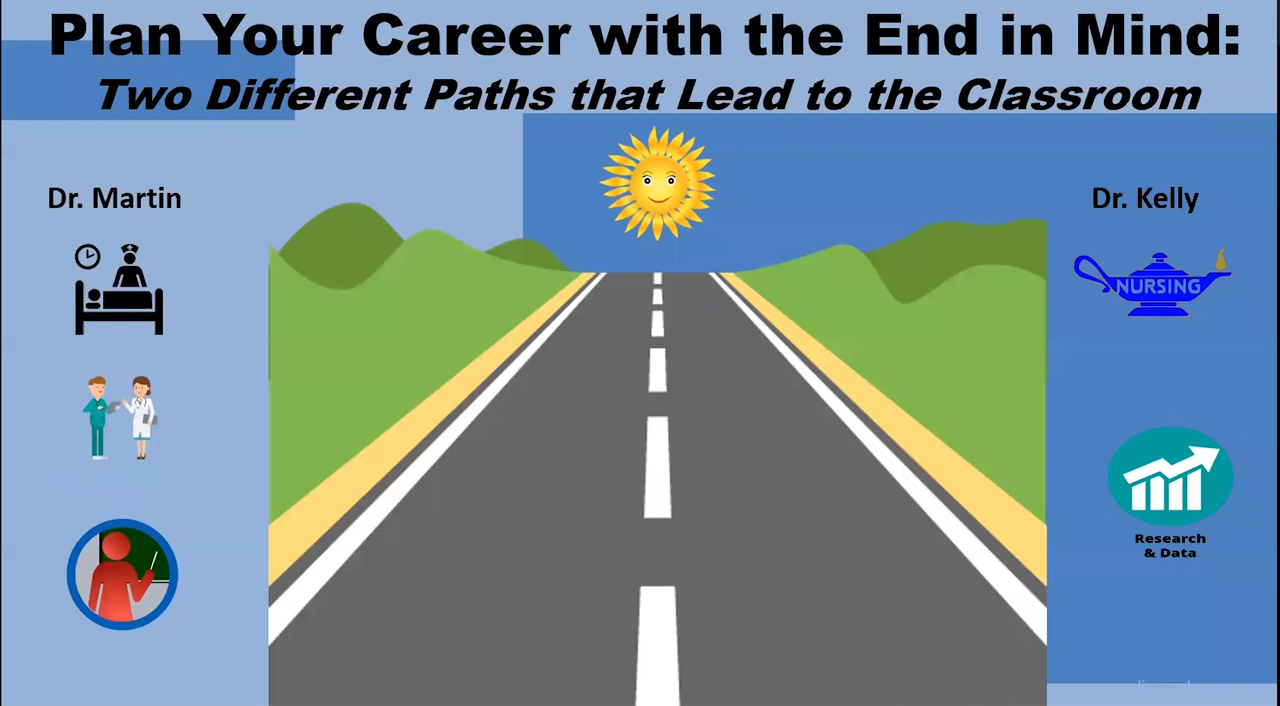 Plan Your Career with the End in Mind:
Two Different Paths that Lead to the Classroom
Dr. Martin
Dr. Kelly
NURSING
Research
& Data